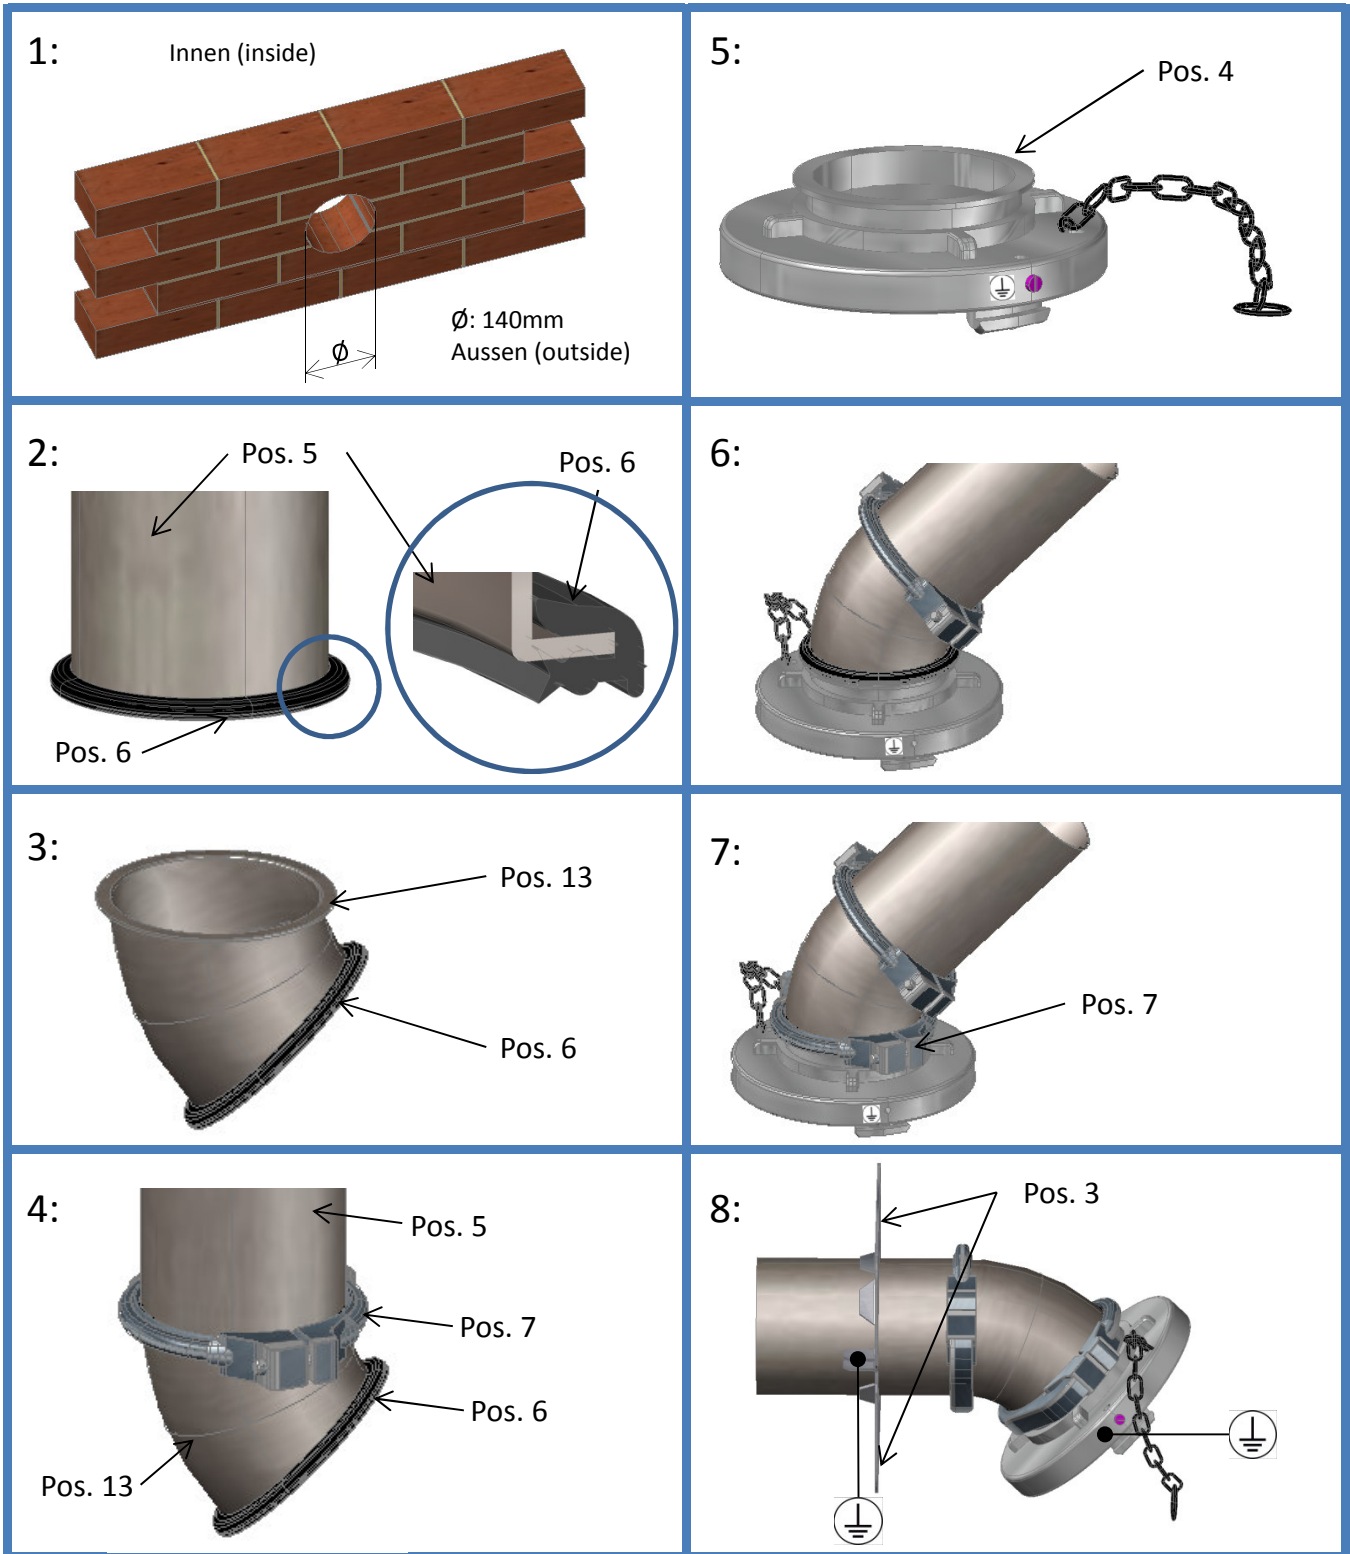 1:
Innen (inside)
Ø: 140mm
Aussen (outside)
Ø
2:
Pos. 5
Pos. 6
Pos. 6
3:
Pos. 13
Pos. 6
4:
Pos. 5
Pos. 7
Pos. 6
Pos. 13
5:
Pos. 4
6:
7:
Pos. 7
8:
Pos. 3